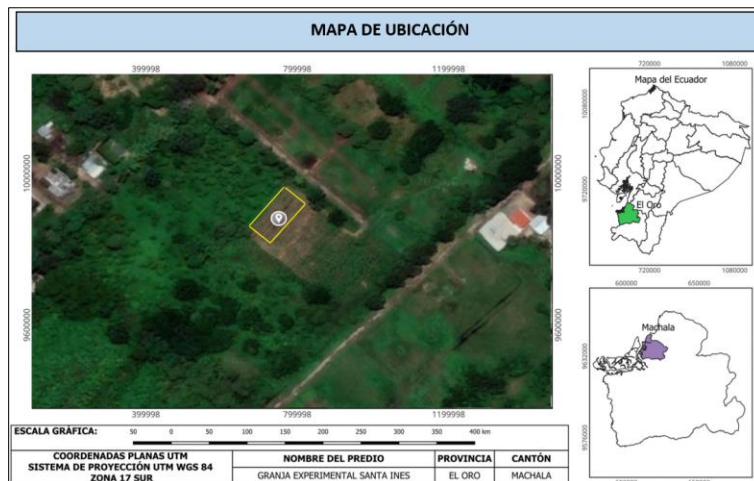 MAPA DE UBICACIÓN
399998 799998 1199998
10000000 10000000
9600000 9600000
399998 799998 1199998
720000 1080000
Mapa del Ecuador
10080000
9720000
El Oro
720000 1080000
600000 650000
Machala
9632000
9576000
ESCALA GRÁFICA:
50 0 50 100 150 200 250 300 350 400 km
COORDENADAS PLANAS UTM
SISTEMA DE PROYECCIÓN UTM WGS 84
ZONA 17 SUR
NOMBRE DEL PREDIO PROVINCIA CANTÓN
GRANJA EXPERIMENTAL SANTA INES EL ORO MACHALA